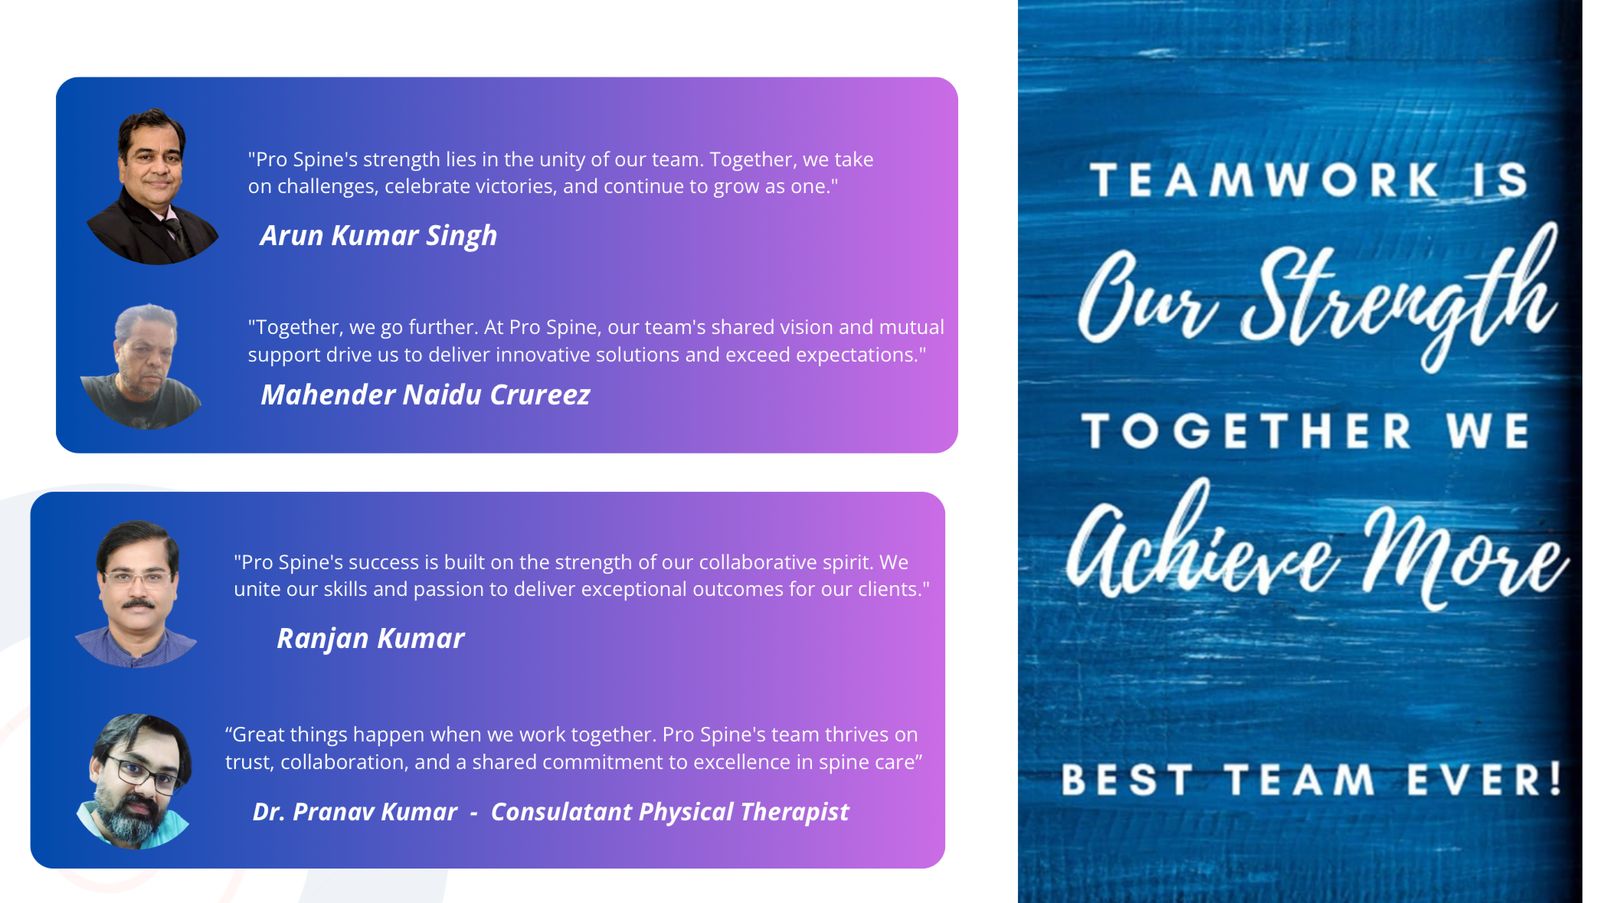 "Pro Spine's strength lies in the unity of our team. Together, we take
on challenges, celebrate victories, and continue to grow as one."
Arun Kumar Singh
"Together, we go further. At Pro Spine, our team's shared vision and mutual
support drive us to deliver innovative solutions and exceed expectations."
Mahender Naidu Crureez
"Pro Spine's success is built on the strength of our collaborative spirit. We
unite our skills and passion to deliver exceptional outcomes for our clients."
Ranjan Kumar
“Great things happen when we work together. Pro Spine's team thrives on
trust, collaboration, and a shared commitment to excellence in spine care”
Dr. Pranav Kumar - Consulatant Physical Therapist
TEAMWORK IS
Our Strength
TOGETHER WE
Achieve More
BEST TEAM EVER!